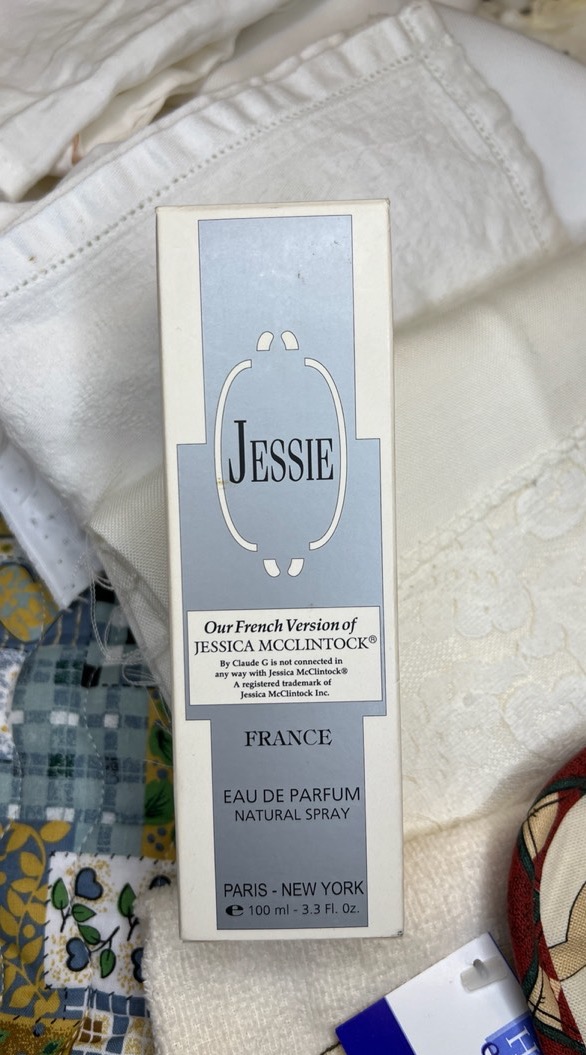 JESSIE
Our French Version of
JESSICA MCCLINTOCK®
By Claude G is not connected in
any way with Jessica McClintock®
A registered trademark of
Jessica McClintock Inc.
FRANCE
EAU DE PARFUM
NATURAL SPRAY
PARIS - NEW YORK
℮ 100 ml - 3.3 Fl. 0z.